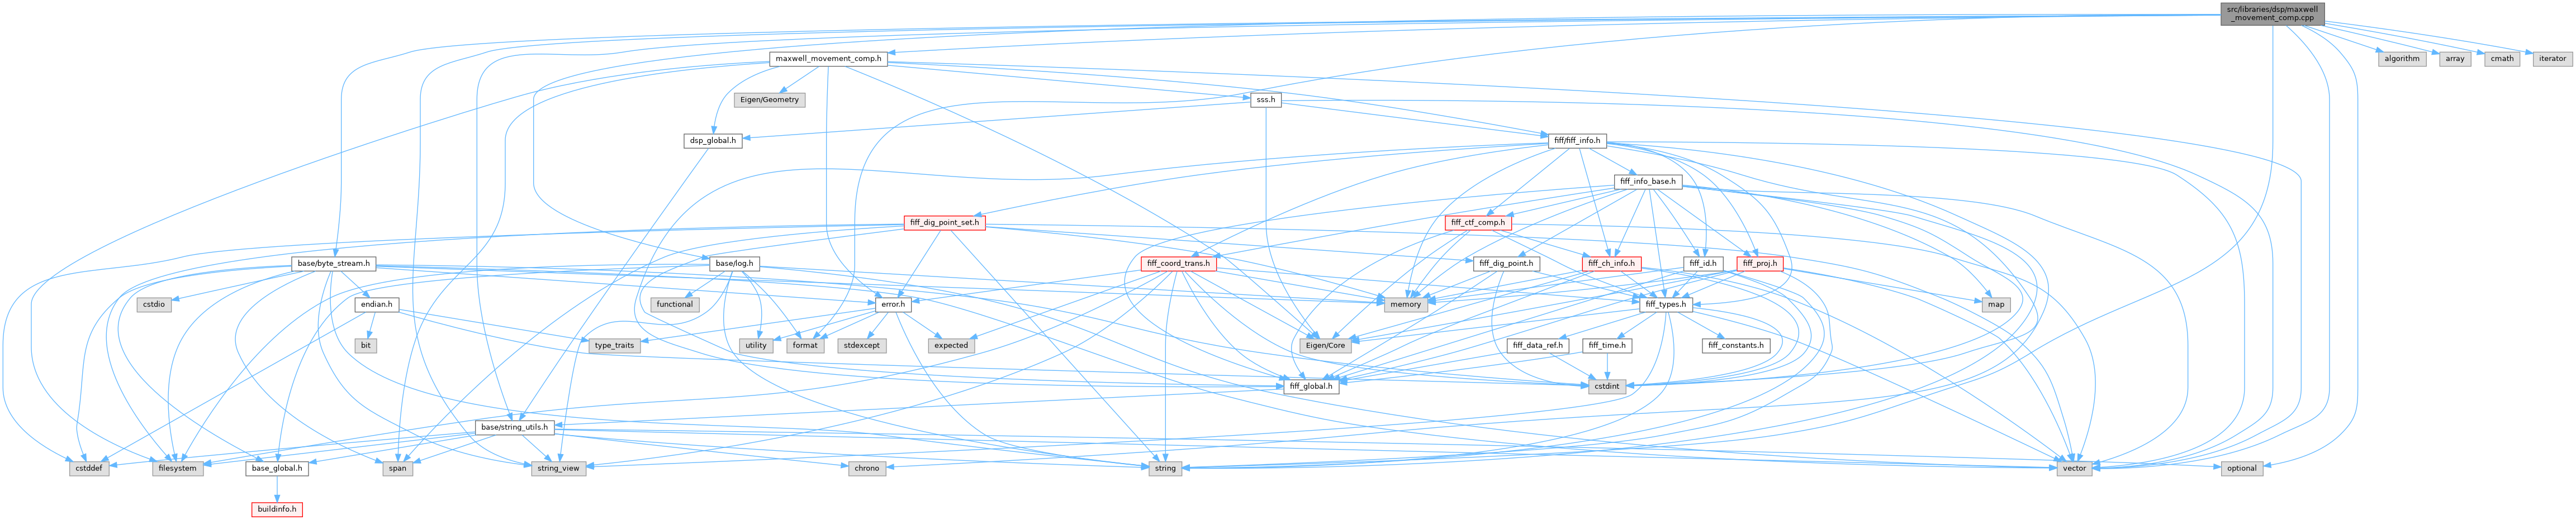 src/libraries/dsp/maxwell
_movement_comp.cpp
maxwell_movement_comp.h
algorithm
array
cmath
iterator
Eigen/Geometry
sss.h
dsp_global.h
fiff/fiff_info.h
fiff_info_base.h
fiff_dig_point_set.h
fiff_ctf_comp.h
base/byte_stream.h
base/log.h
fiff_coord_trans.h
fiff_dig_point.h
fiff_ch_info.h
fiff_id.h
fiff_proj.h
cstdio
endian.h
functional
error.h
memory
fiff_types.h
map
bit
type_traits
utility
format
stdexcept
expected
Eigen/Core
fiff_data_ref.h
fiff_time.h
fiff_constants.h
fiff_global.h
cstdint
base/string_utils.h
cstddef
filesystem
base_global.h
span
string_view
chrono
string
vector
optional
buildinfo.h